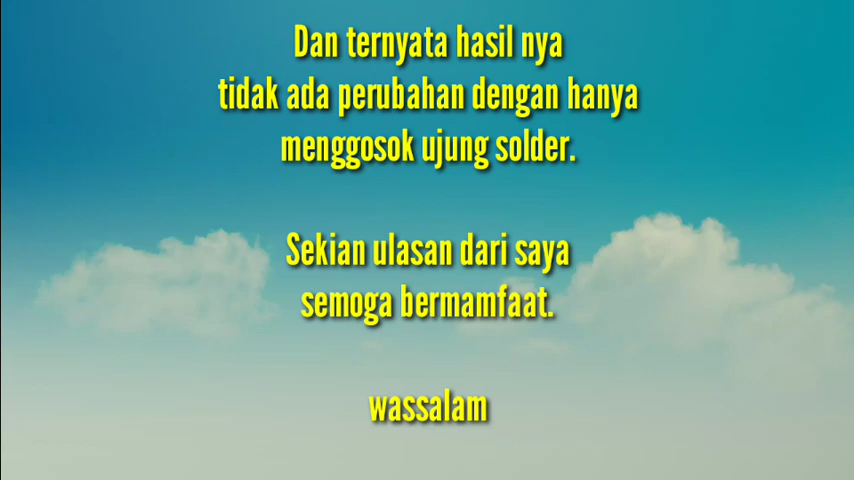 Dan ternyata hasil nya
tidak ada perubahan dengan hanya
menggosok ujung solder.
Sekian ulasan dari saya
semoga bermamfaat.
wassalam